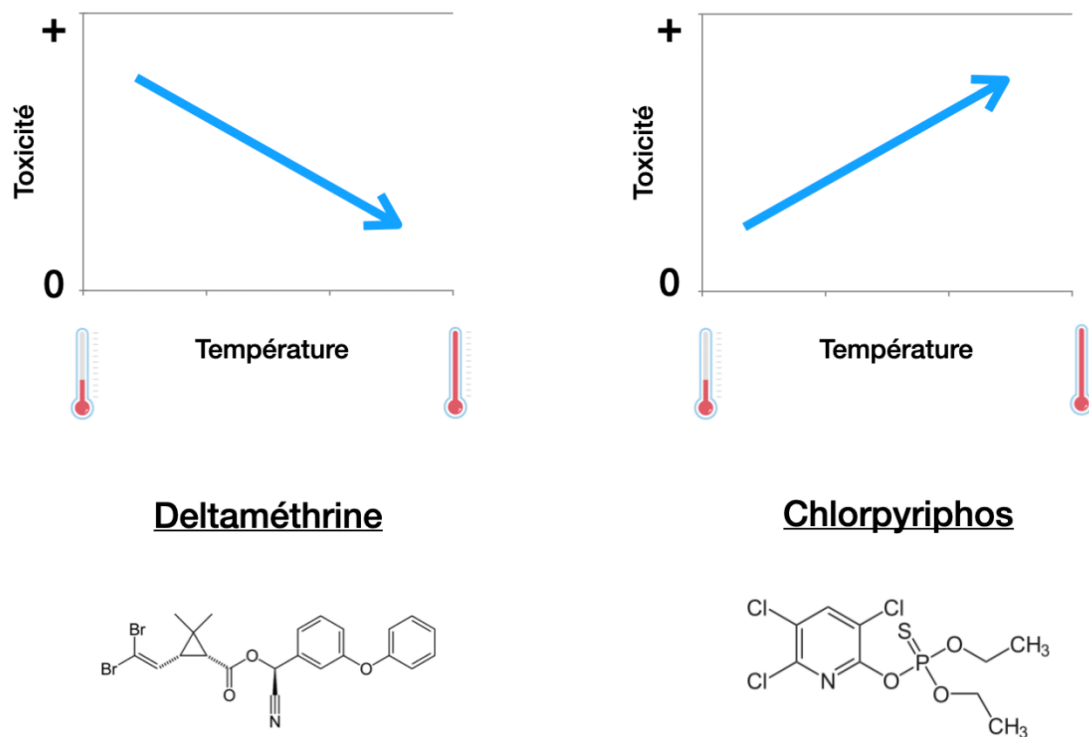 +
Toxicité
0
Température
+
Toxicité
0
Température
Deltaméthrine
Chlorpyriphos
Br
Br
O
O
N
O
Cl
Cl
Cl
N
S
O
P
O
O
CH3
CH3